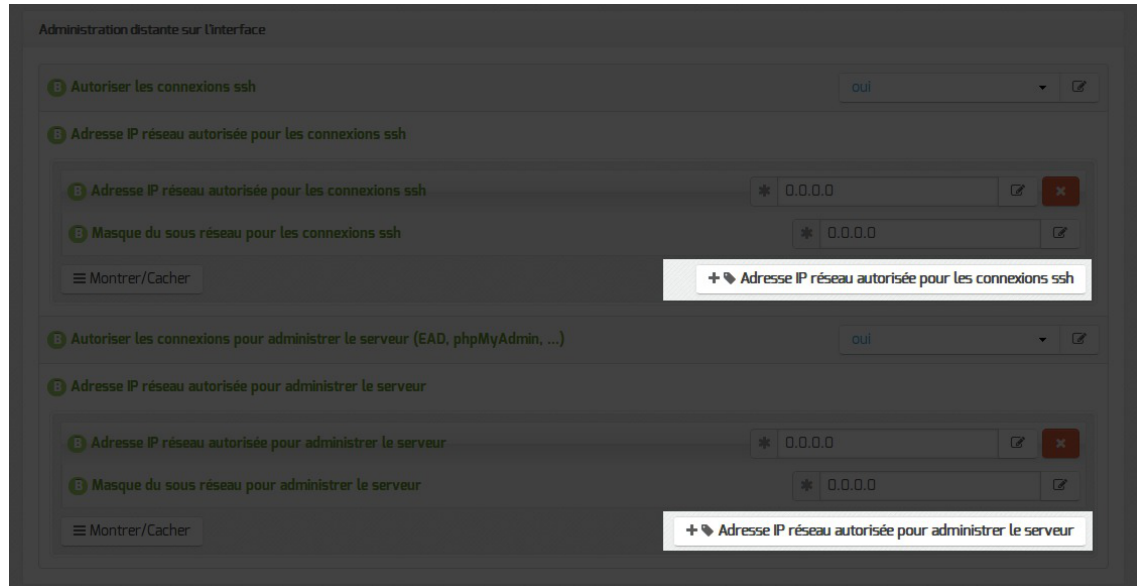 Administration distante sur l'interface
B Autoriser les connexions ssh oui
B Adresse IP réseau autorisée pour les connexions ssh
B Adresse IP réseau autorisée pour les connexions ssh 0.0.0.0
B Masque du sous réseau pour les connexions ssh 0.0.0.0
Montrer/Cacher Adresse IP réseau autorisée pour les connexions ssh
B Autoriser les connexions pour administrer le serveur (EAD, phpMyAdmin, ...) oui
B Adresse IP réseau autorisée pour administrer le serveur
B Adresse IP réseau autorisée pour administrer le serveur 0.0.0.0
B Masque du sous réseau pour administrer le serveur 0.0.0.0
Montrer/Cacher Adresse IP réseau autorisée pour administrer le serveur